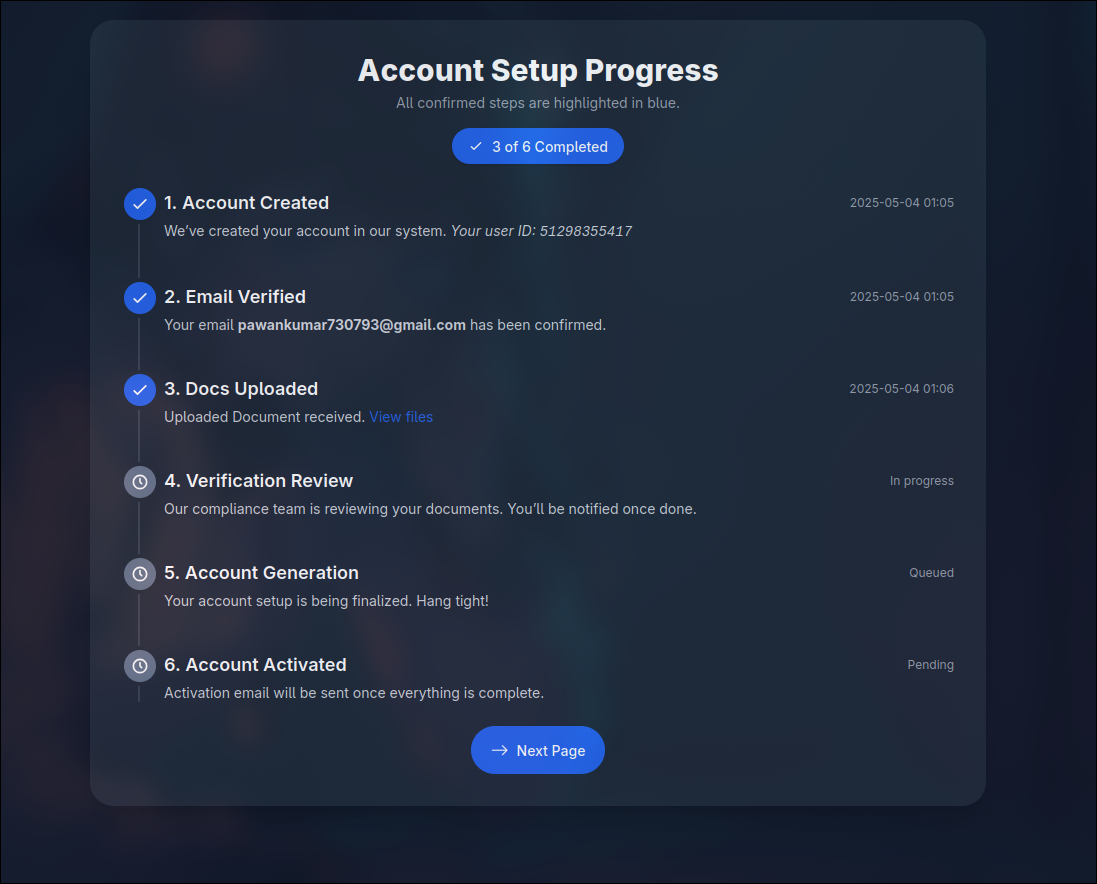 Account Setup Progress
All confirmed steps are highlighted in blue.
3 of 6 Completed
1. Account Created
2025-05-04 01:05
We’ve created your account in our system. Your user ID: 51298355417
2. Email Verified
2025-05-04 01:05
Your email pawankumar730793@gmail.com has been confirmed.
3. Docs Uploaded
2025-05-04 01:06
Uploaded Document received. View files
4. Verification Review
In progress
Our compliance team is reviewing your documents. You’ll be notified once done.
5. Account Generation
Queued
Your account setup is being finalized. Hang tight!
6. Account Activated
Pending
Activation email will be sent once everything is complete.
Next Page